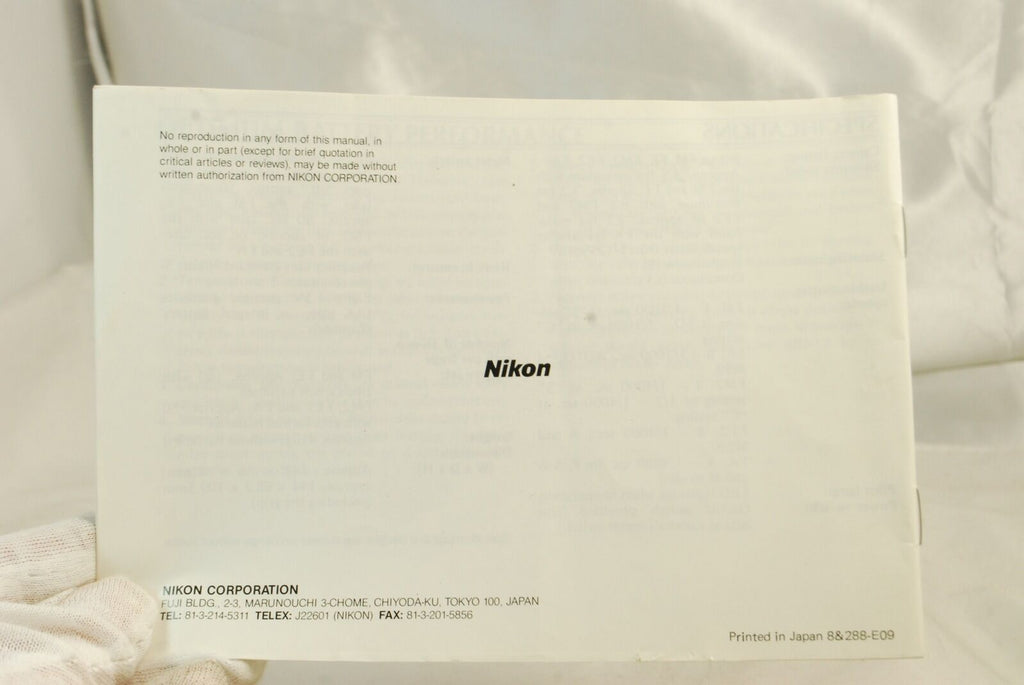 No reproduction in any form of this manual, in
whole or in part (except for brief quotation in
critical articles or reviews), may be made without
written authorization from NIKON CORPORATION.
Nikon
NIKON CORPORATION
FUJI BLDG., 2-3, MARUNOUCHI 3-CHOME, CHIYODA-KU, TOKYO 100, JAPAN
TEL: 81-3-214-5311 TELEX: J22601 (NIKON) FAX: 81-3-201-5856
Printed in Japan 8&288-E09